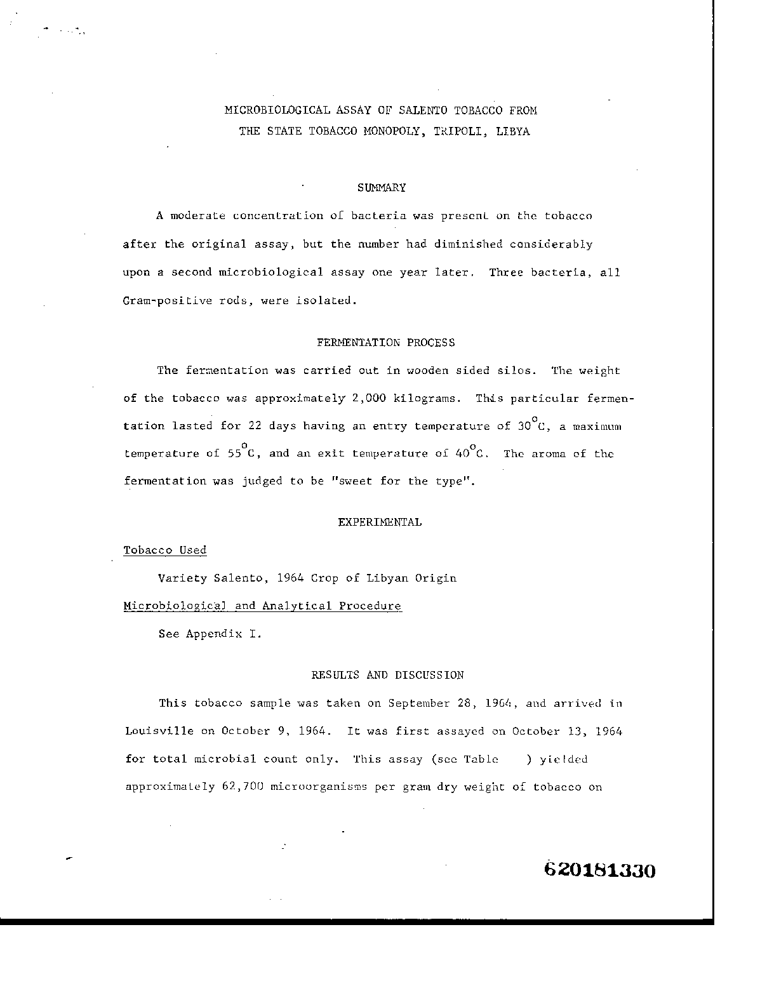 MICROBIOLOGICAL ASSAY OF SALENTO TOBACCO FROM
THE STATE TOBACCO MONOPOLY, TRIPOLI, LIBYA
SUMMARY
A moderate concentration of bacteria was present on the tobacco
after the original assay, but the number had diminished considerably
upon a second microbiological assay one year later. Three bacteria, all
Gram-positive rods, were isolated.
FERMENTATION PROCESS
The fermentation was carried out in wooden sided silos. The weight
of the tobacco was approximately 2,000 kilograms. This particular fermen-
tation lasted for 22 days having an entry temperature of 30°C, a maximum
temperature of 55°C, and an exit temperature of 40°C. The aroma of the
fermentation was judged to be "sweet for the type".
EXPERIMENTAL
Tobacco Used
Variety Salento, 1964 Crop of Libyan Origin
Microbiological and Analytical Procedure
See Appendix I.
RESULTS AND DISCUSSION
This tobacco sample was taken on September 28, 1964, and arrived in
Louisville on October 9, 1964. It was first assayed on October 13, 1964
for total microbial count only. This assay (see Table    ) yielded
approximately 62,700 microorganisms per gram dry weight of tobacco on
620181330